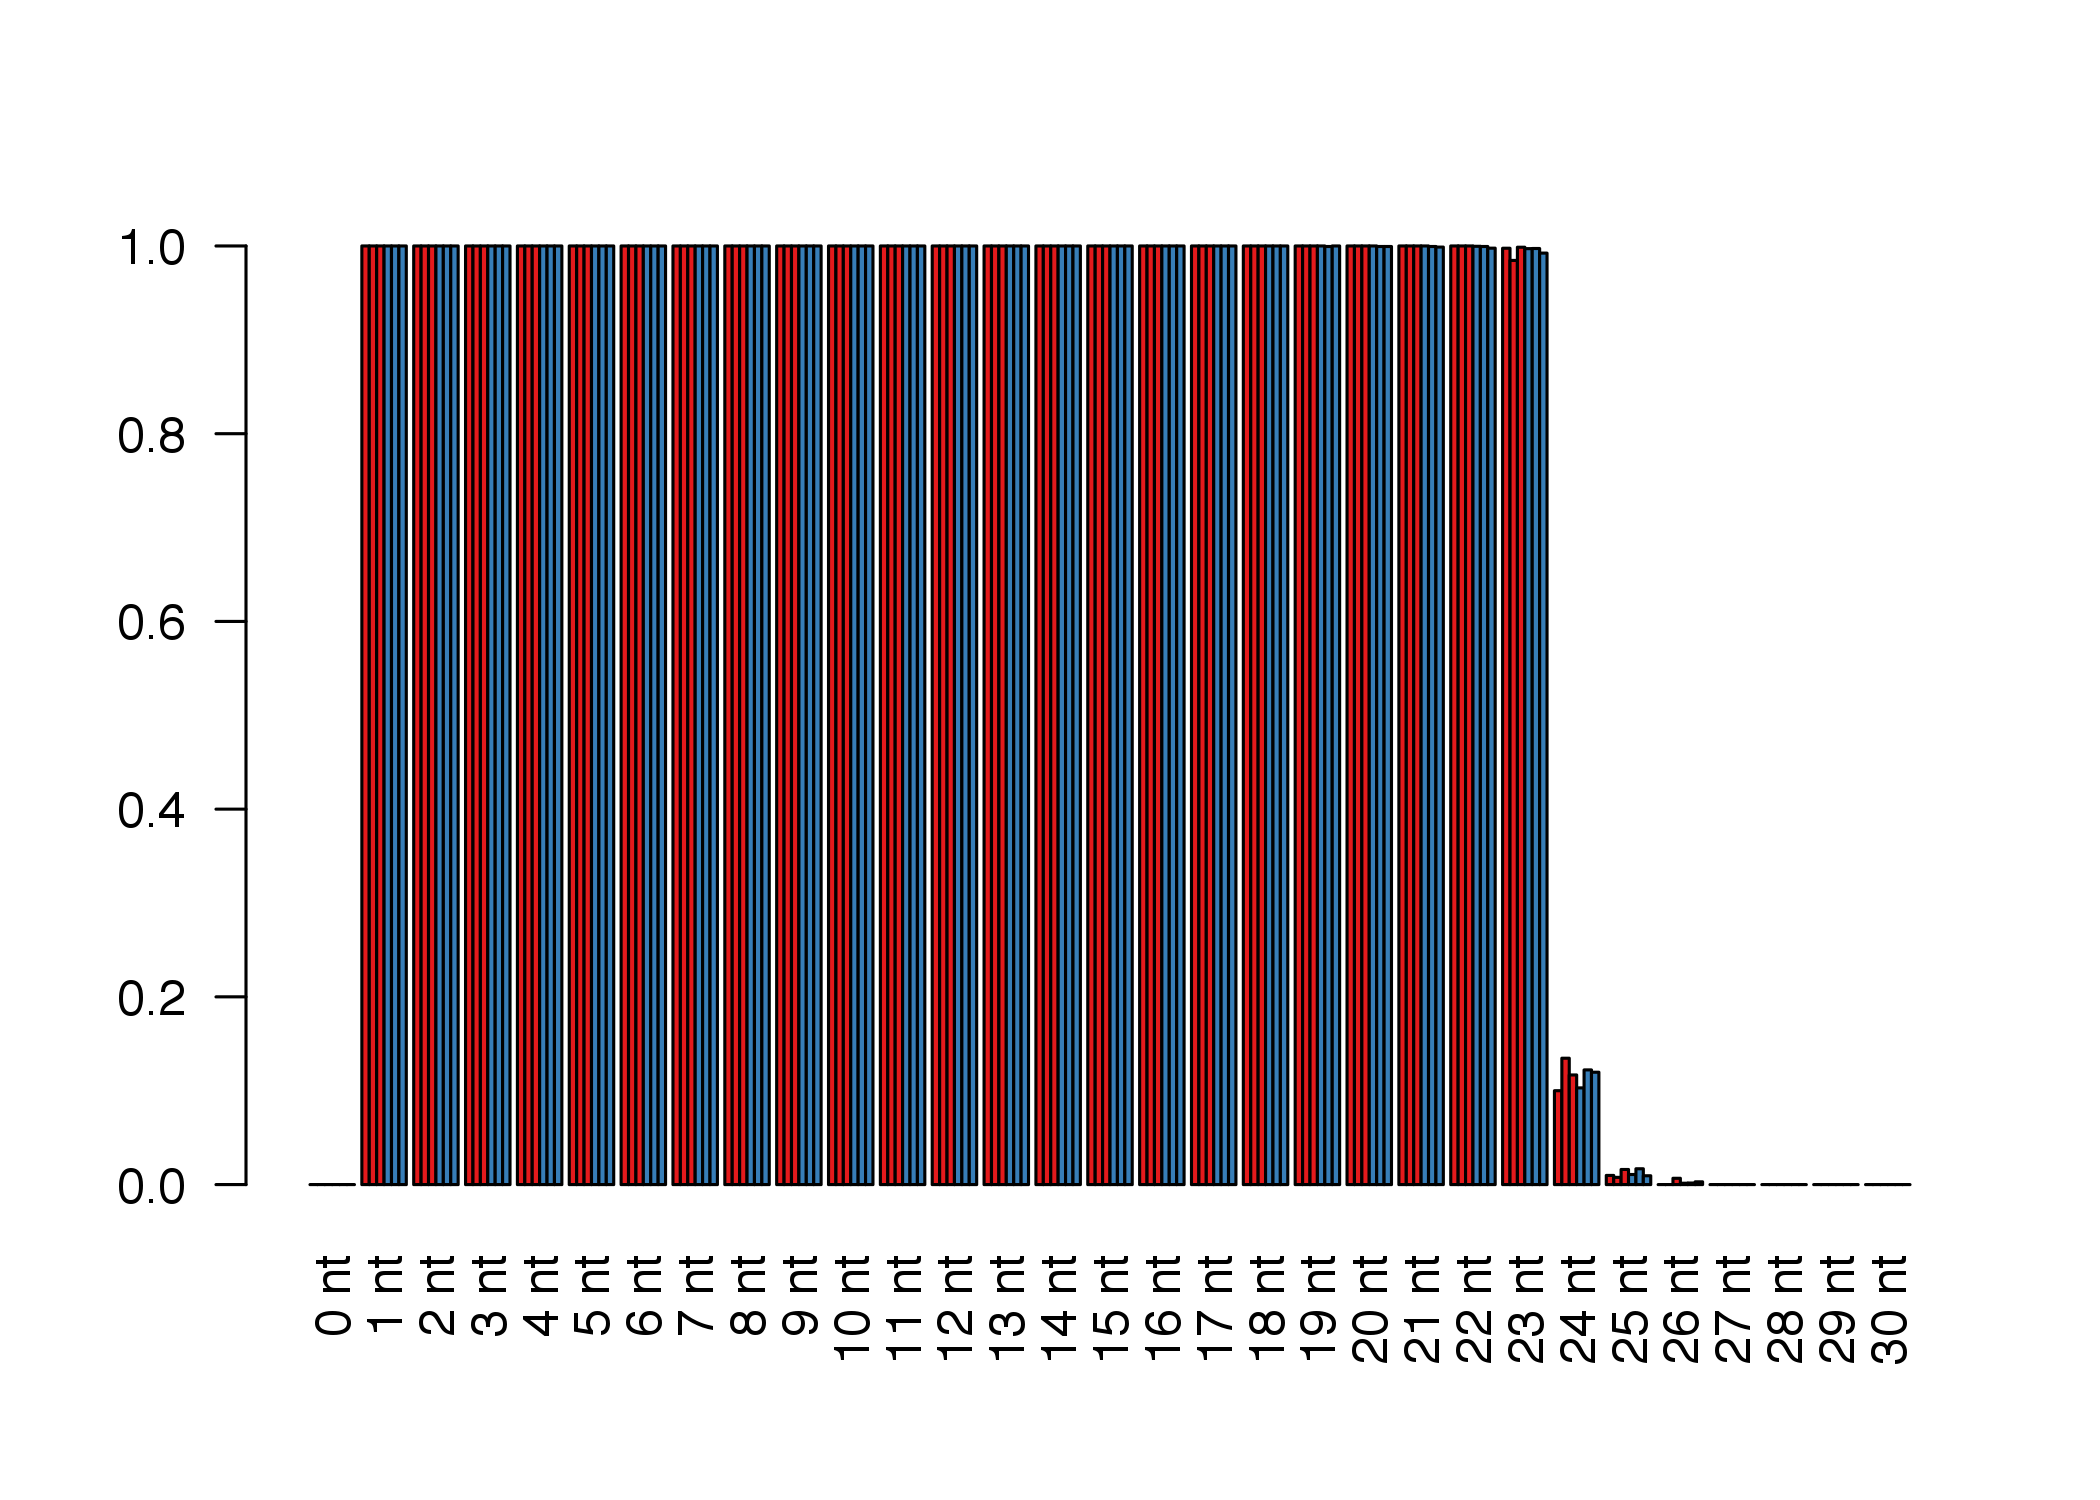 1.0
0.8
0.6
0.4
0.2
0.0
0 nt
1 nt
2 nt
3 nt
4 nt
5 nt
6 nt
7 nt
8 nt
9 nt
10 nt
11 nt
12 nt
13 nt
14 nt
15 nt
16 nt
17 nt
18 nt
19 nt
20 nt
21 nt
22 nt
23 nt
24 nt
25 nt
26 nt
27 nt
28 nt
29 nt
30 nt